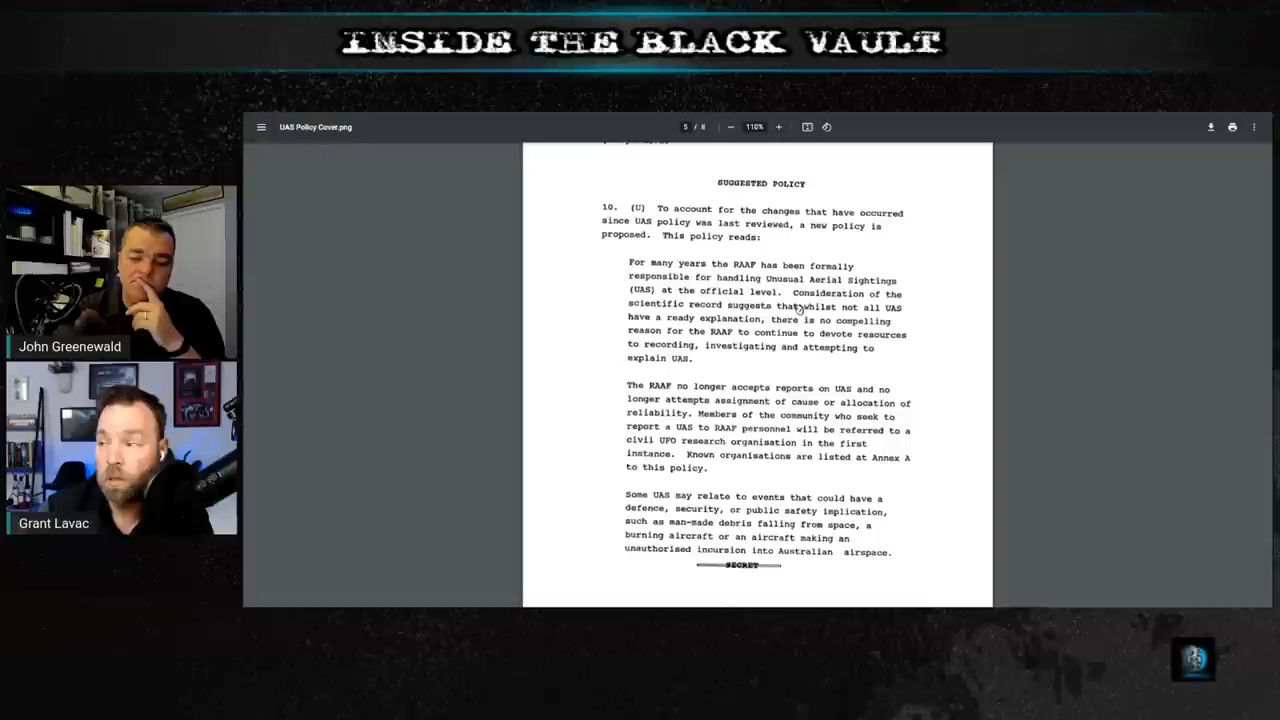 INSIDE THE BLACK VAULT
UAS Policy Cover.png
5 / 8
110%
SUGGESTED POLICY
10. (U) To account for the changes that have occurred
since UAS policy was last reviewed, a new policy is
proposed. This policy reads:
For many years the RAAF has been formally
responsible for handling Unusual Aerial Sightings
(UAS) at the official level. Consideration of the
scientific record suggests that whilst not all UAS
have a ready explanation, there is no compelling
reason for the RAAF to continue to devote resources
to recording, investigating and attempting to
explain UAS.
The RAAF no longer accepts reports on UAS and no
longer attempts assignment of cause or allocation of
reliability. Members of the community who seek to
report a UAS to RAAF personnel will be referred to a
civil UFO research organisation in the first
instance. Known organisations are listed at Annex A
to this policy.
Some UAS may relate to events that could have a
defence, security, or public safety implication,
such as man-made debris falling from space, a
burning aircraft or an aircraft making an
unauthorised incursion into Australian airspace.
SECRET
John Greenewald
Grant Lavac